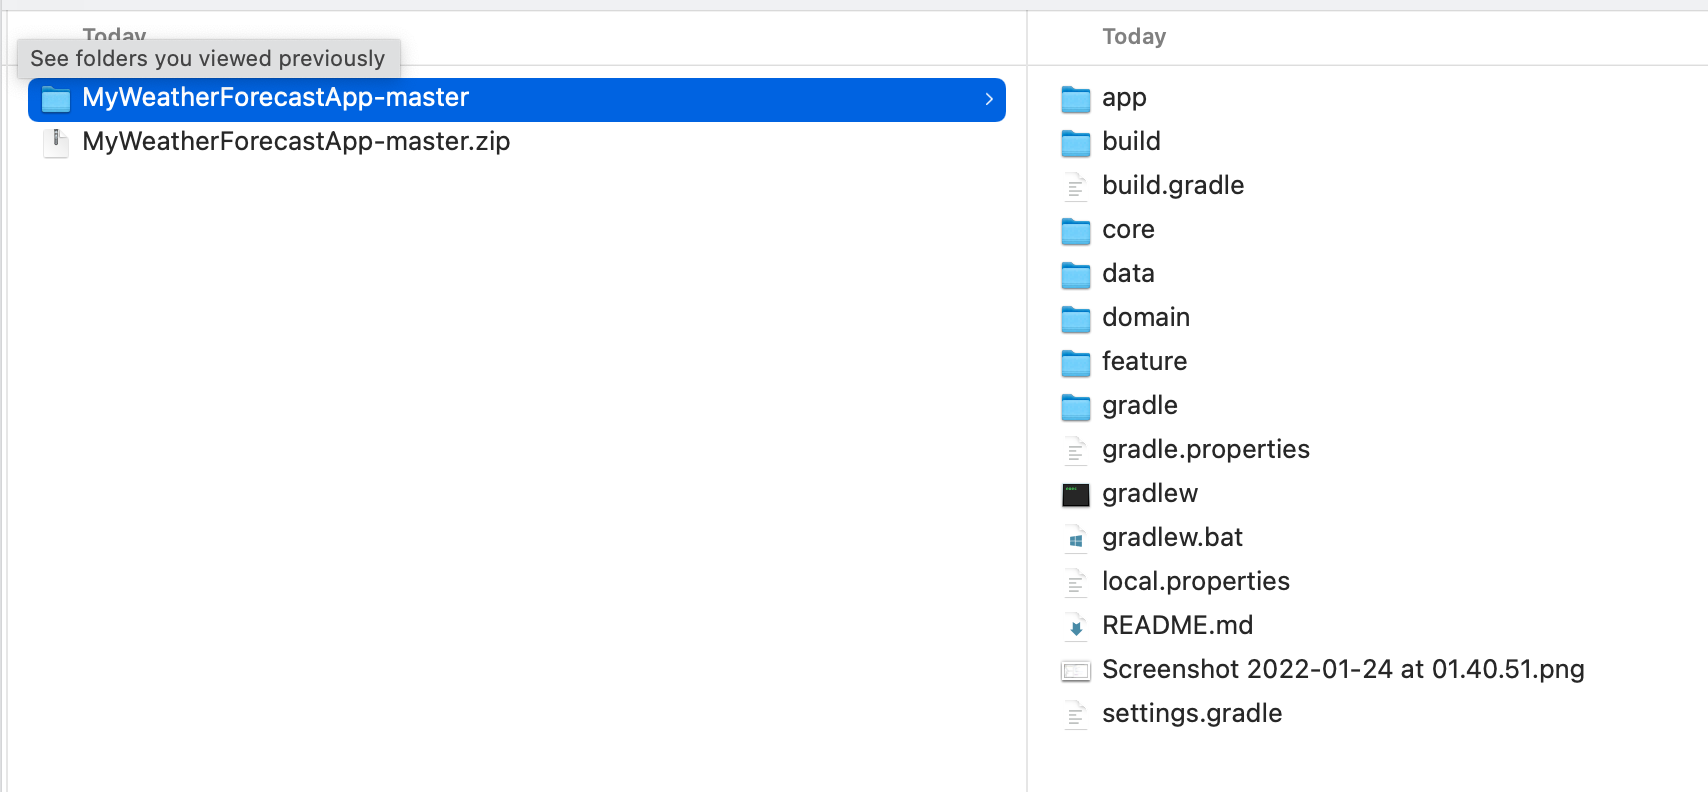 Today
See folders you viewed previously
MyWeatherForecastApp-master
MyWeatherForecastApp-master.zip
Today
app
build
build.gradle
core
data
domain
feature
gradle
gradle.properties
gradlew
gradlew.bat
local.properties
README.md
Screenshot 2022-01-24 at 01.40.51.png
settings.gradle